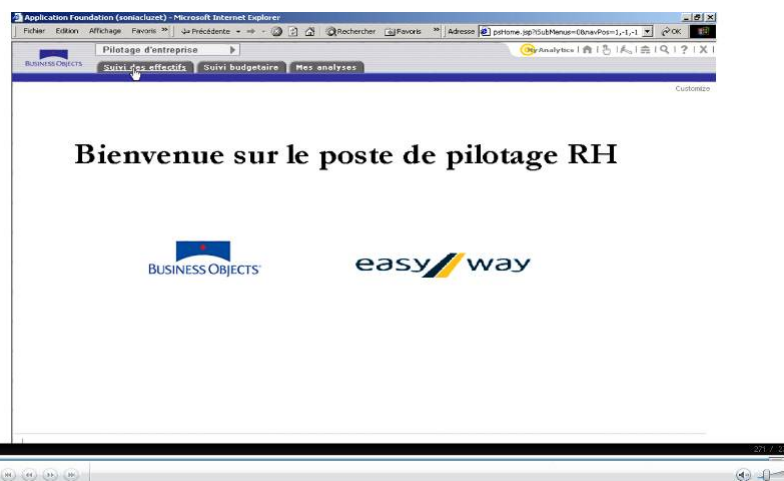 Application Foundation (soniacluzet) - Microsoft Internet Explorer
Fichier Edition Affichage Favoris » Précédente Rechercher Favoris » Adresse psHome.jsp?iSubMenus=0&navPos=1,-1,-1 OK
Pilotage d'entreprise
MyAnalytics | | | | | | ? | X |
BUSINESS OBJECTS
Suivi des effectifs Suivi budgetaire Mes analyses
Customize
Bienvenue sur le poste de pilotage RH
BUSINESS OBJECTS
easy way
271 / 2